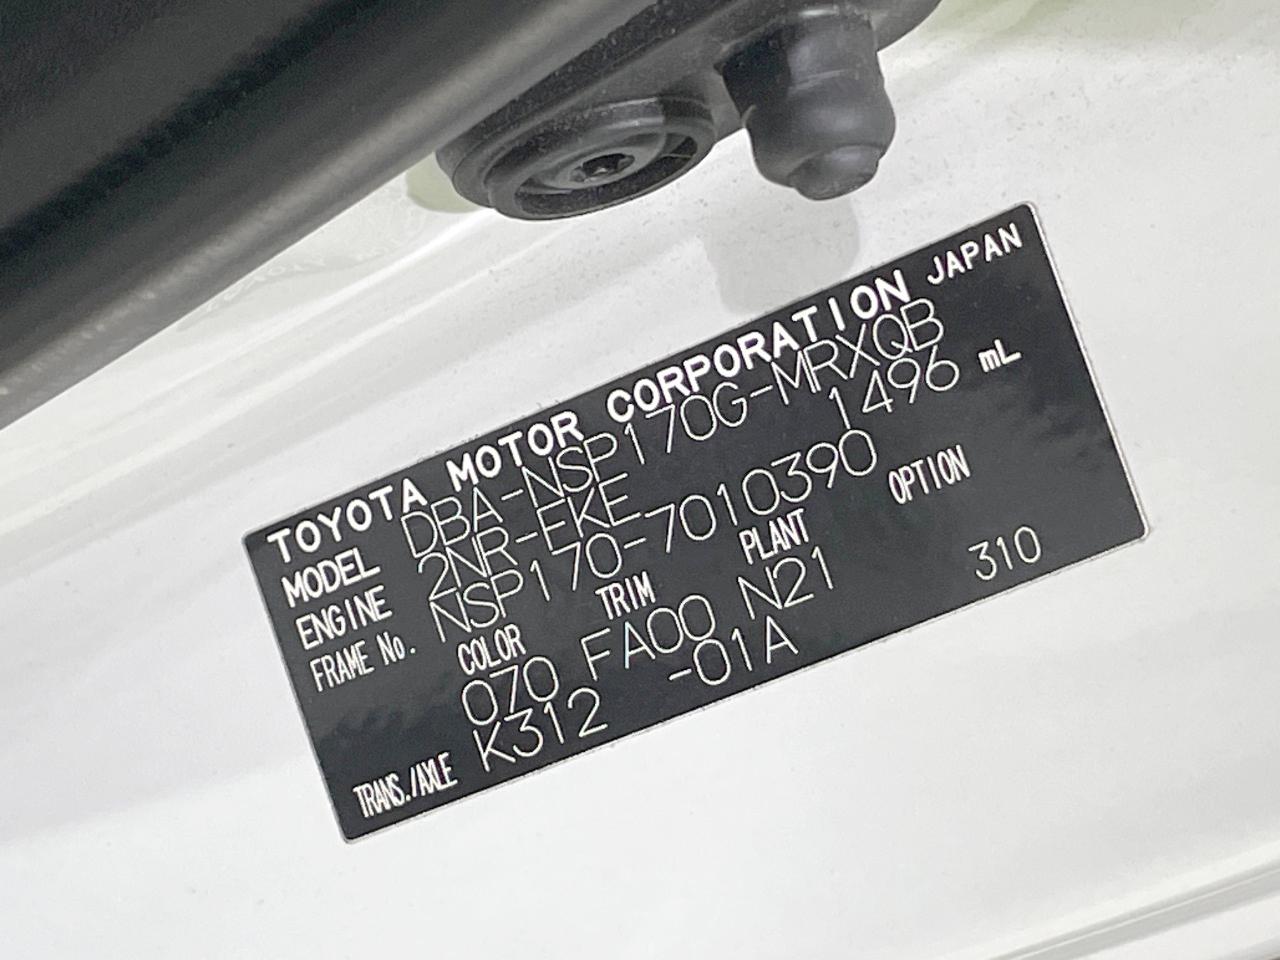 TOYOTA MOTOR CORPORATION JAPAN
MODEL DBA-NSP170G-MRXQB
ENGINE 2NR-FKE 1496 mL
FRAME No. NSP170-7010390
COLOR TRIM PLANT OPTION
070 FA00 N21 310
TRANS./AXLE K312 -01A